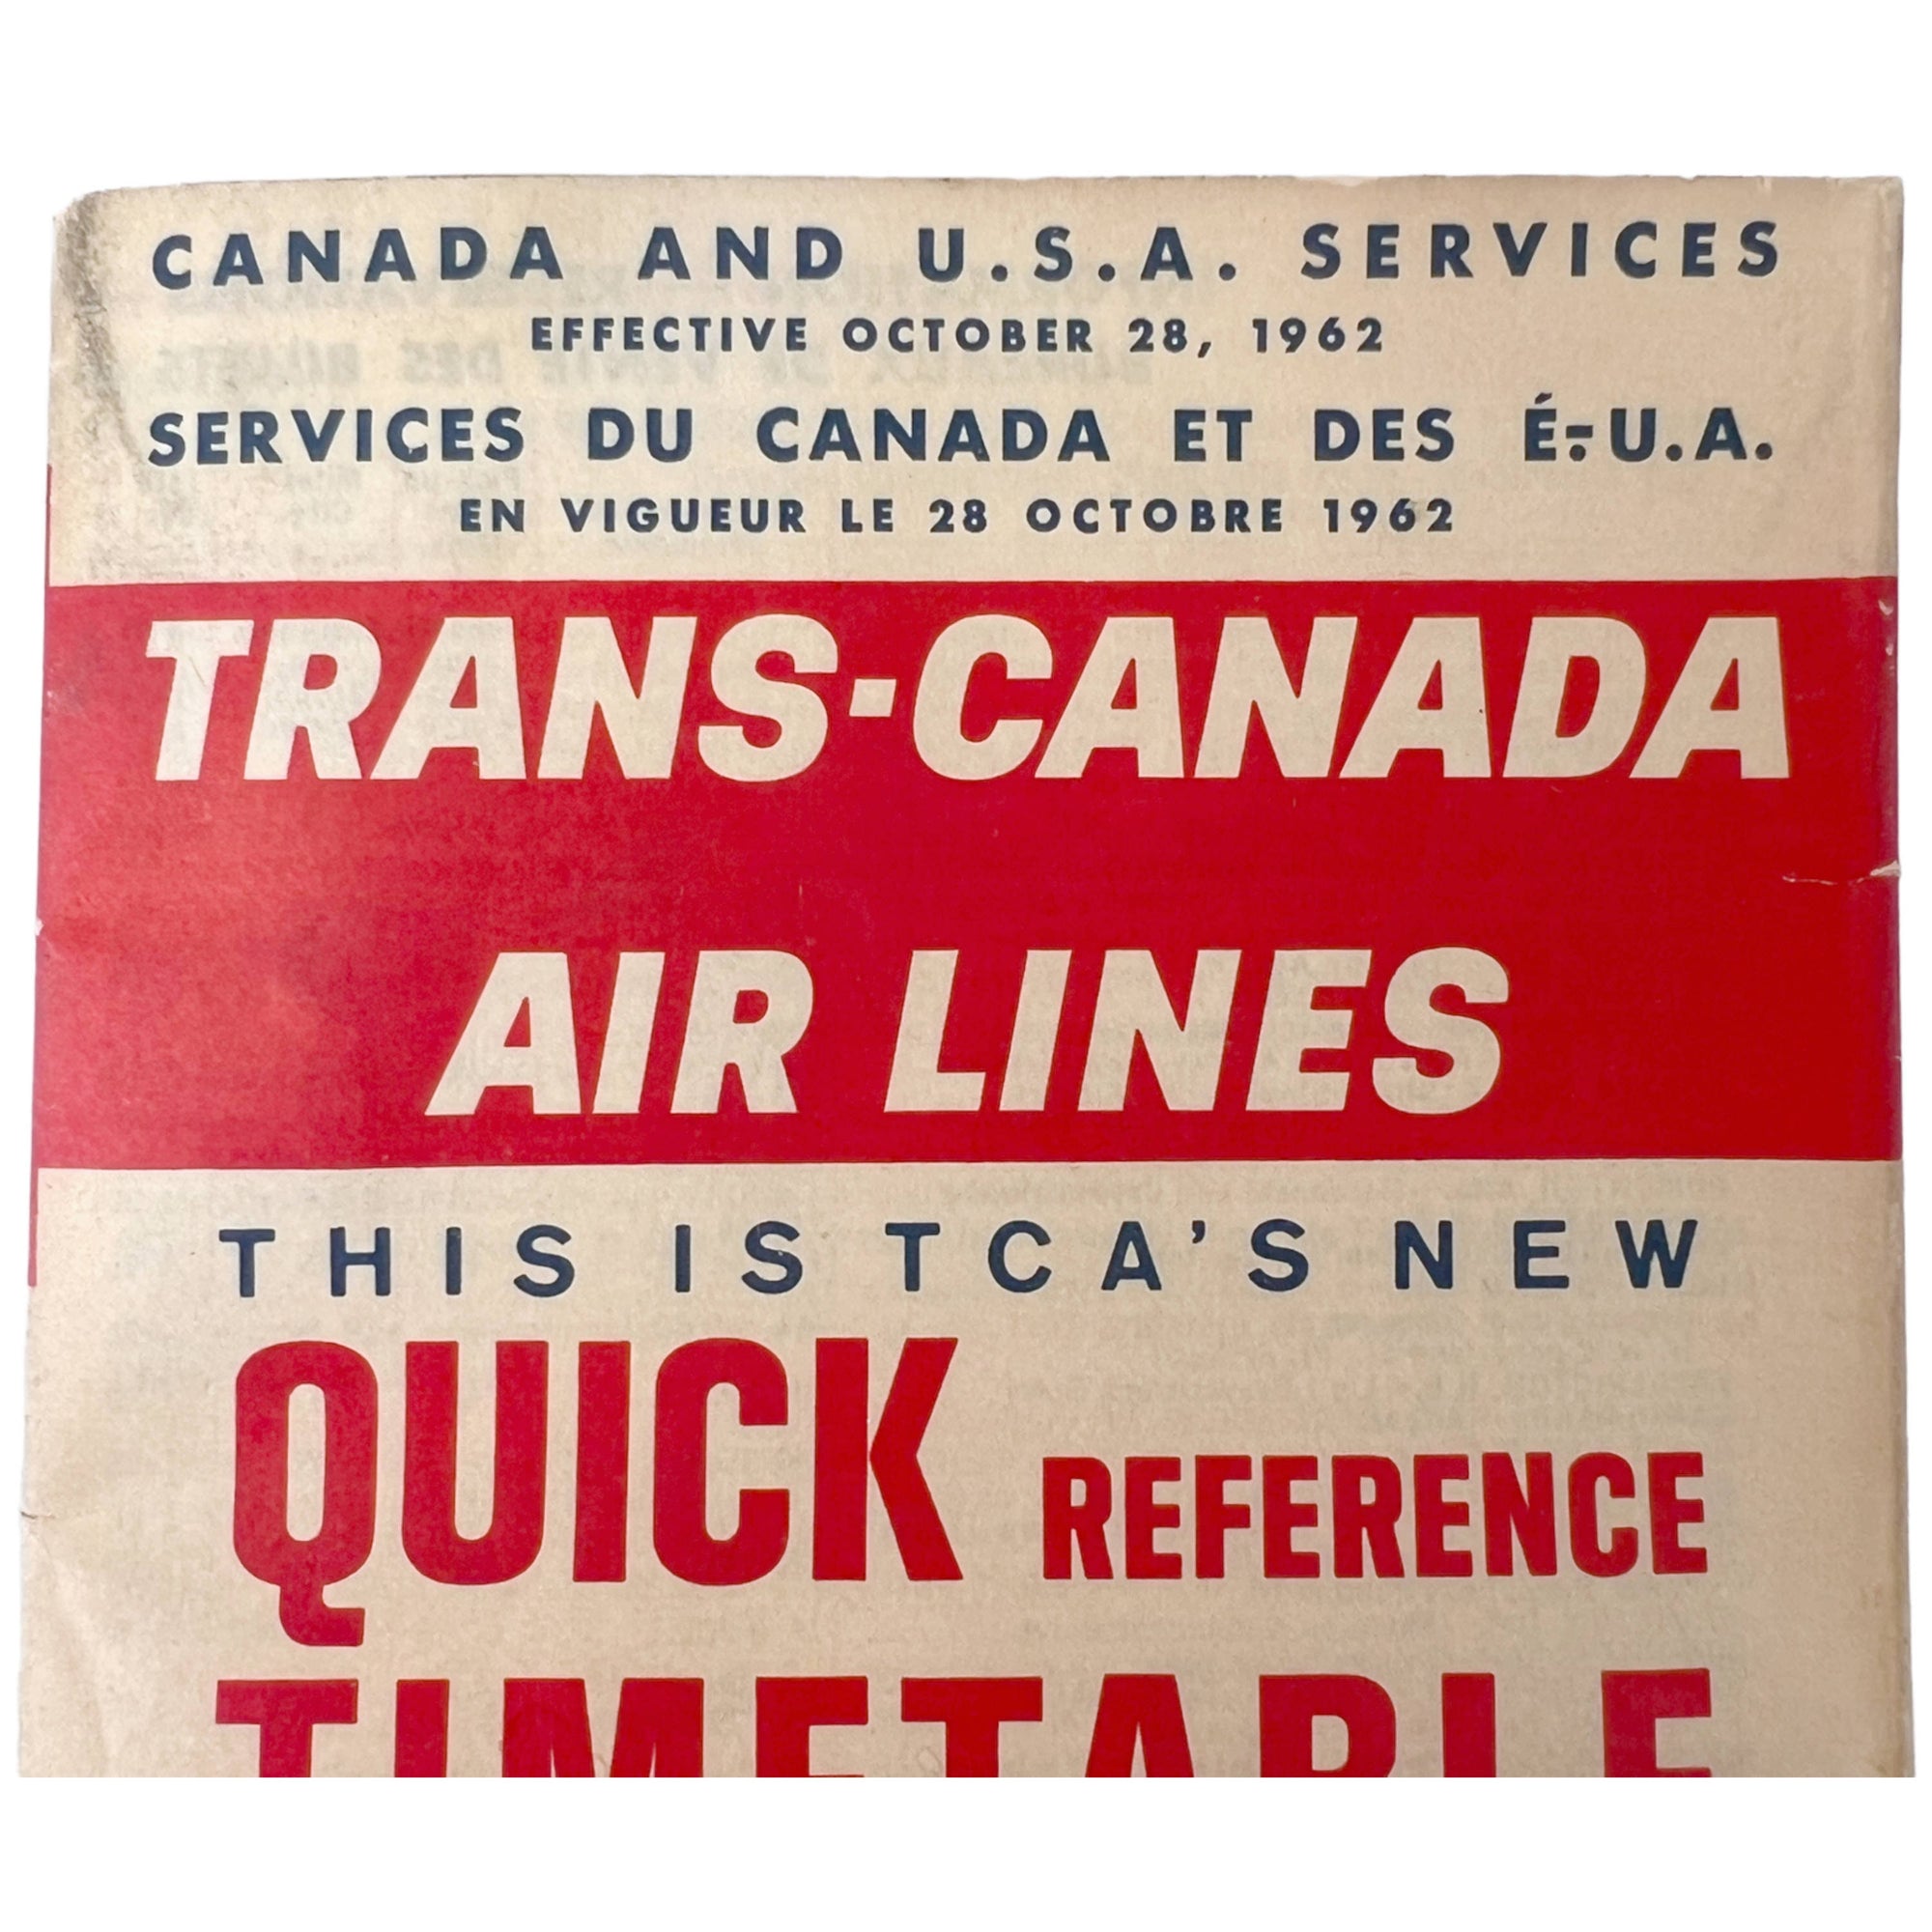 CANADA AND U.S.A. SERVICES
EFFECTIVE OCTOBER 28, 1962
SERVICES DU CANADA ET DES É.-U.A.
EN VIGUEUR LE 28 OCTOBRE 1962
TRANS-CANADA
AIR LINES
THIS IS TCA'S NEW
QUICK REFERENCE
TIMETABLE